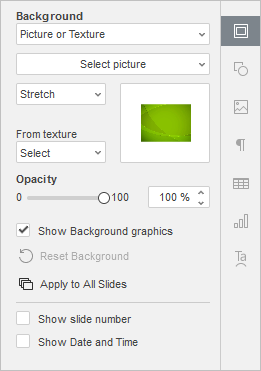 Background
Picture or Texture
Select picture
Stretch
From texture
Select
Opacity
0 100 100 %
Show Background graphics
Reset Background
Apply to All Slides
Show slide number
Show Date and Time
Ta